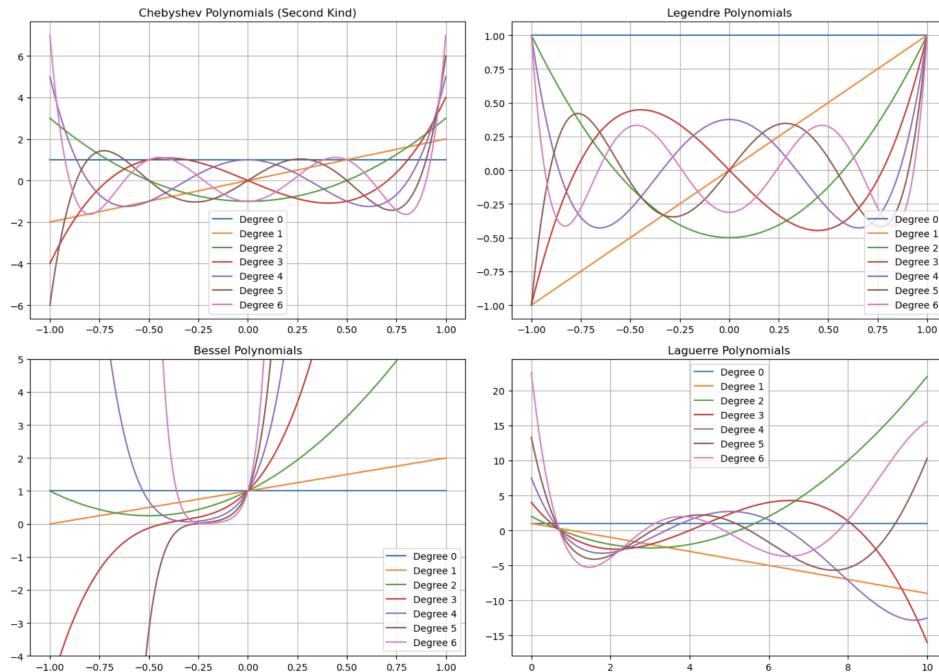 Chebyshev Polynomials (Second Kind)
6
4
2
0
−2
−4
−6
Degree 0
Degree 1
Degree 2
Degree 3
Degree 4
Degree 5
Degree 6
−1.00 −0.75 −0.50 −0.25 0.00 0.25 0.50 0.75 1.00
Legendre Polynomials
1.00
0.75
0.50
0.25
0.00
−0.25
−0.50
−0.75
−1.00
Degree 0
Degree 1
Degree 2
Degree 3
Degree 4
Degree 5
Degree 6
−1.00 −0.75 −0.50 −0.25 0.00 0.25 0.50 0.75 1.00
Bessel Polynomials
5
4
3
2
1
0
−1
−2
−3
−4
Degree 0
Degree 1
Degree 2
Degree 3
Degree 4
Degree 5
Degree 6
−1.00 −0.75 −0.50 −0.25 0.00 0.25 0.50 0.75 1.00
Laguerre Polynomials
20
15
10
5
0
−5
−10
−15
Degree 0
Degree 1
Degree 2
Degree 3
Degree 4
Degree 5
Degree 6
0 2 4 6 8 10